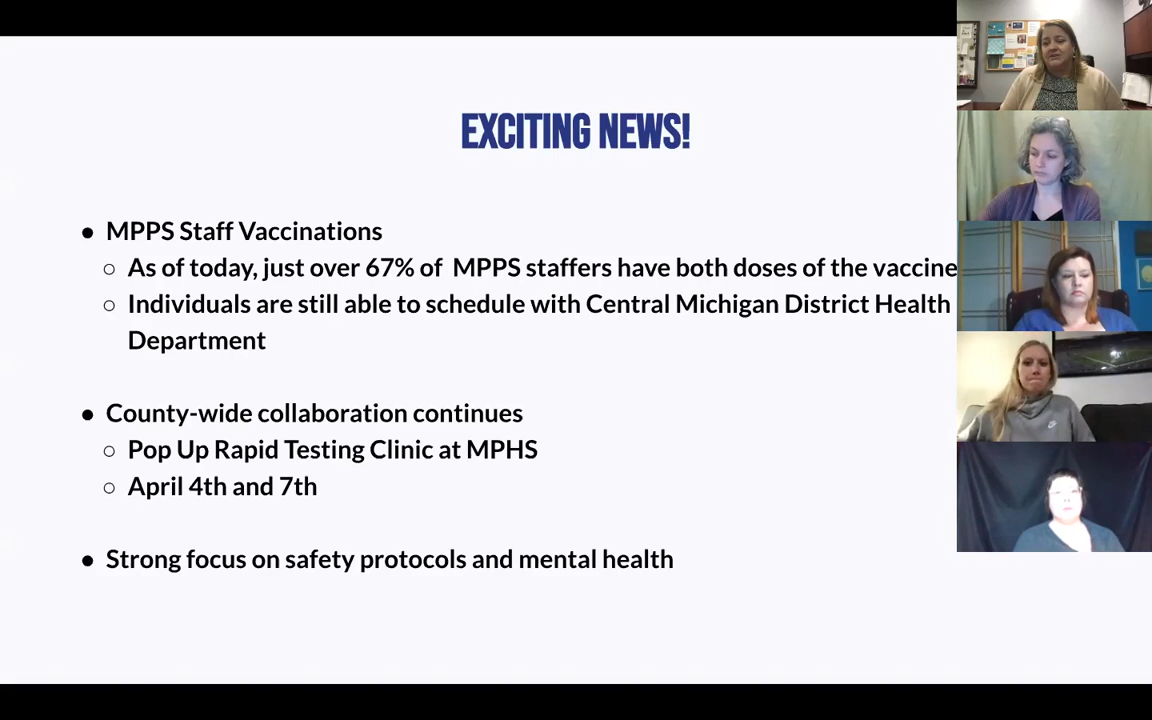 EXCITING NEWS!
● MPPS Staff Vaccinations
○ As of today, just over 67% of MPPS staffers have both doses of the vaccine
○ Individuals are still able to schedule with Central Michigan District Health
Department
● County-wide collaboration continues
○ Pop Up Rapid Testing Clinic at MPHS
○ April 4th and 7th
● Strong focus on safety protocols and mental health